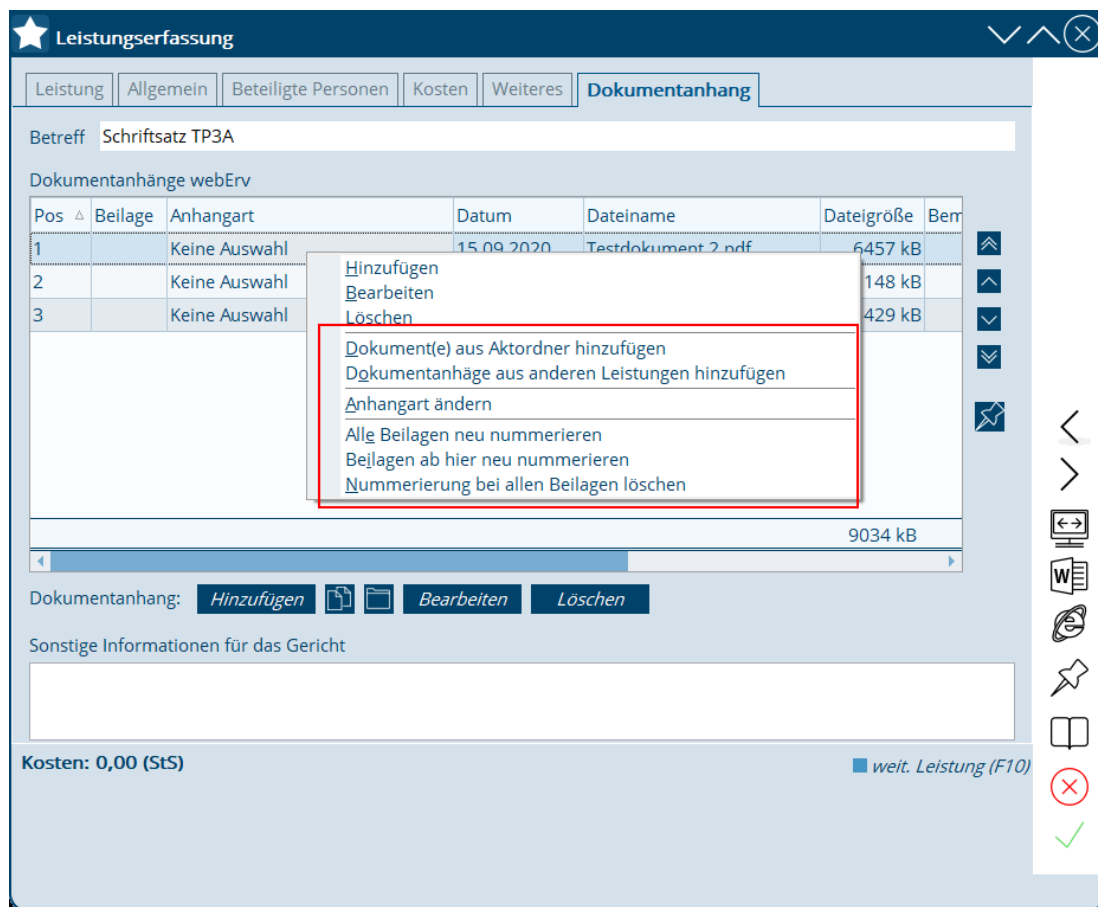 Leistungserfassung
Leistung Allgemein Beteiligte Personen Kosten Weiteres Dokumentanhang
Betreff Schriftsatz TP3A
Dokumentanhänge webErv
Pos Beilage Anhangart Datum Dateiname Dateigröße Bem
1 Keine Auswahl 15.09.2020 Testdokument 2.pdf 6457 kB
2 Keine Auswahl 148 kB
3 Keine Auswahl 429 kB
Hinzufügen
Bearbeiten
Löschen
Dokument(e) aus Aktordner hinzufügen
Dokumentanhäge aus anderen Leistungen hinzufügen
Anhangart ändern
Alle Beilagen neu nummerieren
Beilagen ab hier neu nummerieren
Nummerierung bei allen Beilagen löschen
9034 kB
Dokumentanhang: Hinzufügen Bearbeiten Löschen
Sonstige Informationen für das Gericht
Kosten: 0,00 (StS)
weit. Leistung (F10)
W